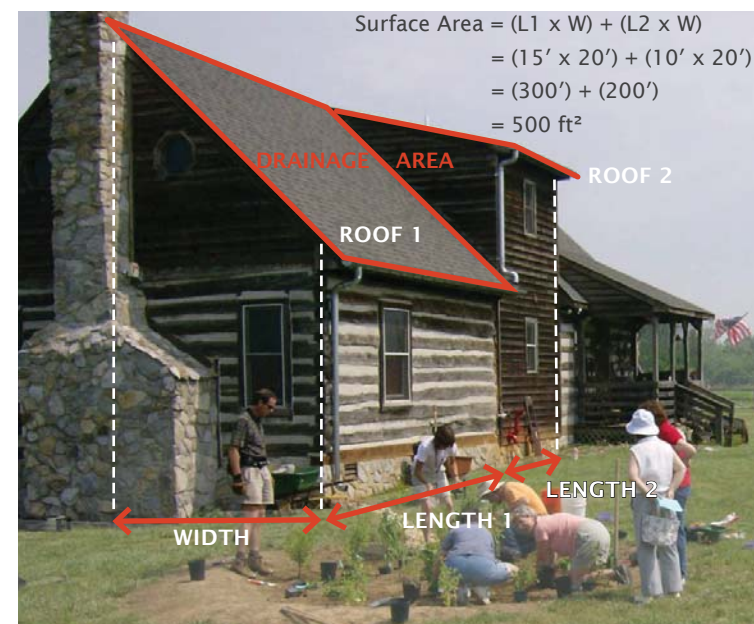 Surface Area = (L1 x W) + (L2 x W)
= (15′ x 20′) + (10′ x 20′)
= (300′) + (200′)
= 500 ft²
DRAINAGE AREA
ROOF 2
ROOF 1
LENGTH 2
LENGTH 1
WIDTH